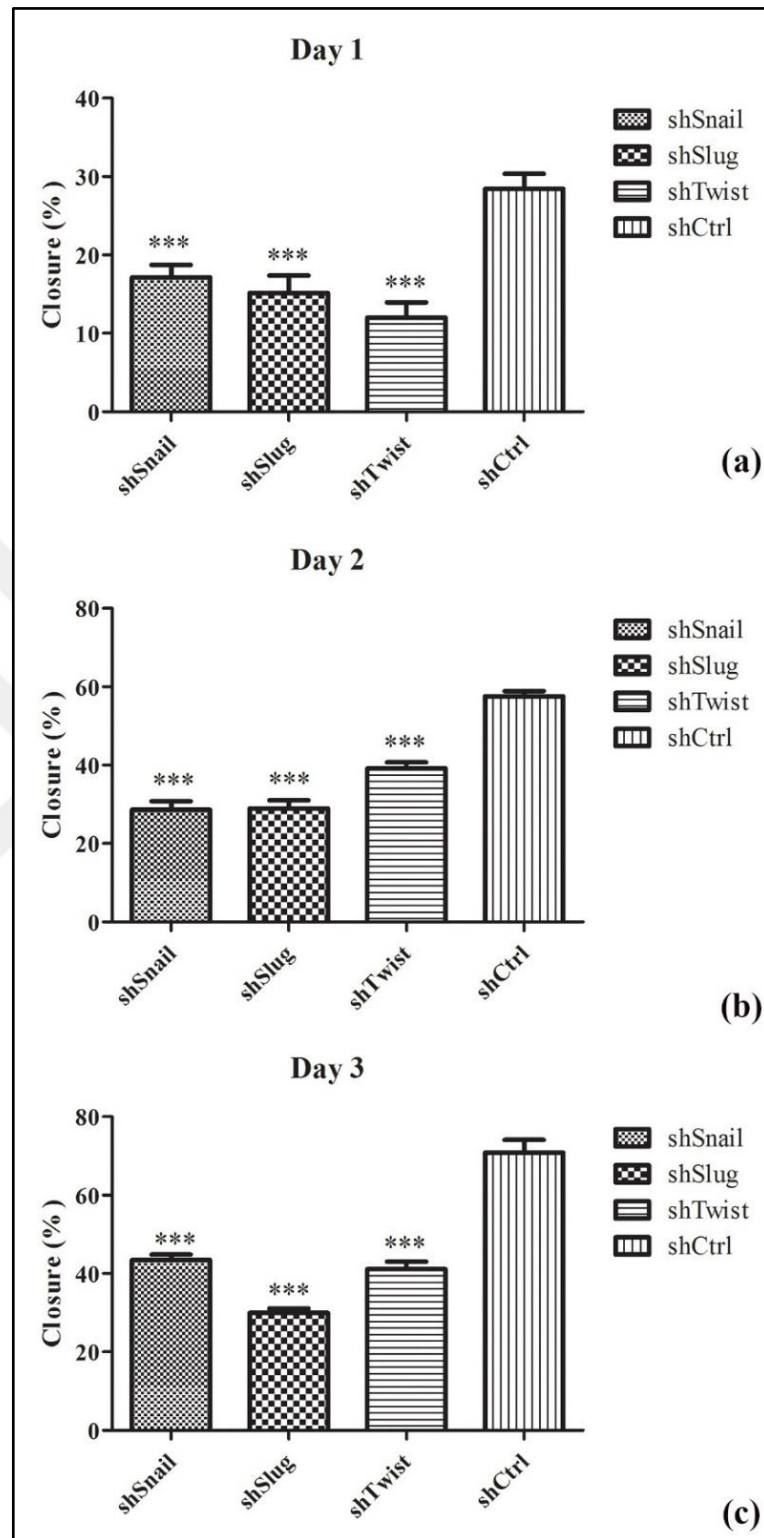 Day 1
Closure (%)
40
30
20
10
0
***
***
***
shSnail
shSlug
shTwist
shCtrl
shSnail
shSlug
shTwist
shCtrl
(a)
Day 2
Closure (%)
80
60
40
20
0
***
***
***
shSnail
shSlug
shTwist
shCtrl
shSnail
shSlug
shTwist
shCtrl
(b)
Day 3
Closure (%)
80
60
40
20
0
***
***
***
shSnail
shSlug
shTwist
shCtrl
shSnail
shSlug
shTwist
shCtrl
(c)